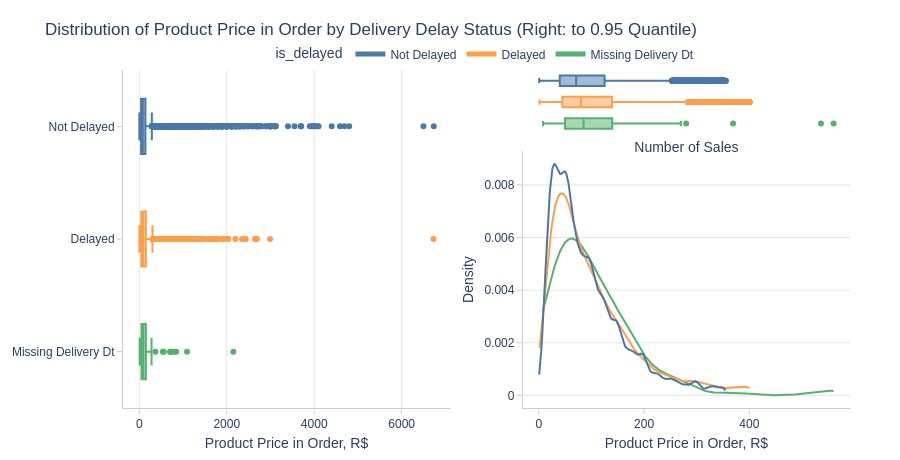 Distribution of Product Price in Order by Delivery Delay Status (Right: to 0.95 Quantile)
is_delayed Not Delayed Delayed Missing Delivery Dt
Not Delayed
Delayed
Missing Delivery Dt
0 2000 4000 6000
Product Price in Order, R$
Number of Sales
0.008
0.006
0.004
0.002
0
Density
0 200 400
Product Price in Order, R$